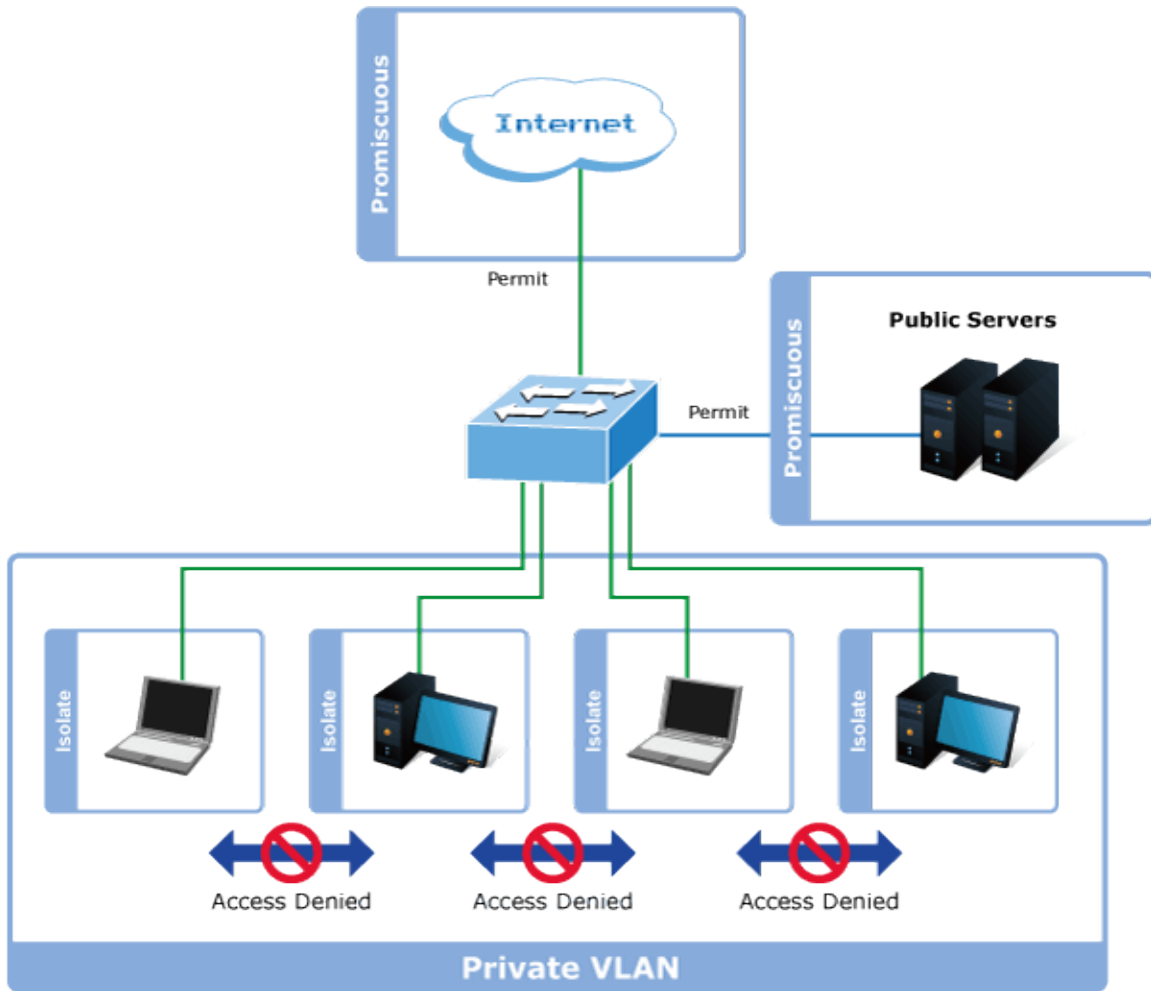 Promiscuous
Internet
Permit
Promiscuous
Public Servers
Permit
Isolate
Isolate
Isolate
Isolate
Access Denied
Access Denied
Access Denied
Private VLAN